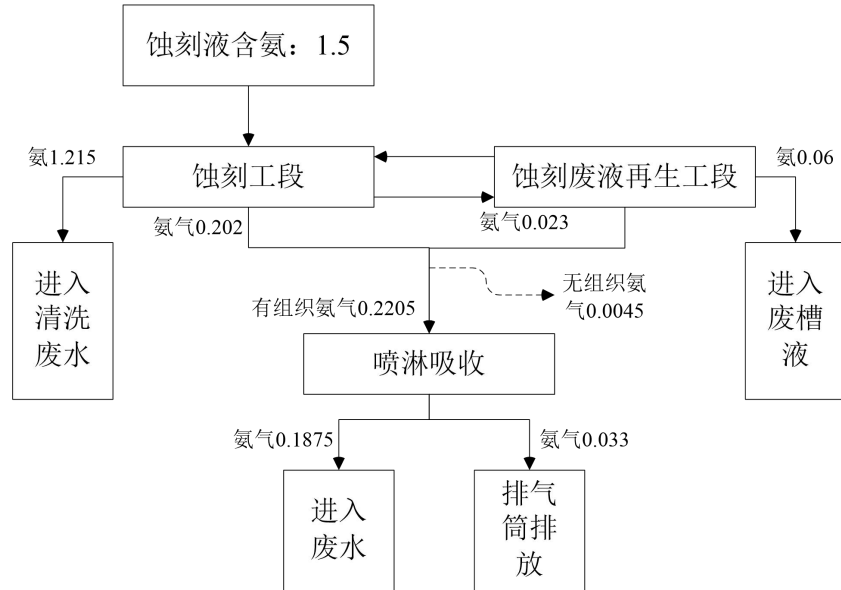 蚀刻液含氨：1.5
氨1.215
蚀刻工段
蚀刻废液再生工段
氨0.06
氨气0.202
氨气0.023
进入
清洗
废水
无组织氨
气0.0045
有组织氨气0.2205
进入
废槽
液
喷淋吸收
氨气0.1875
氨气0.033
进入
废水
排气
筒排
放